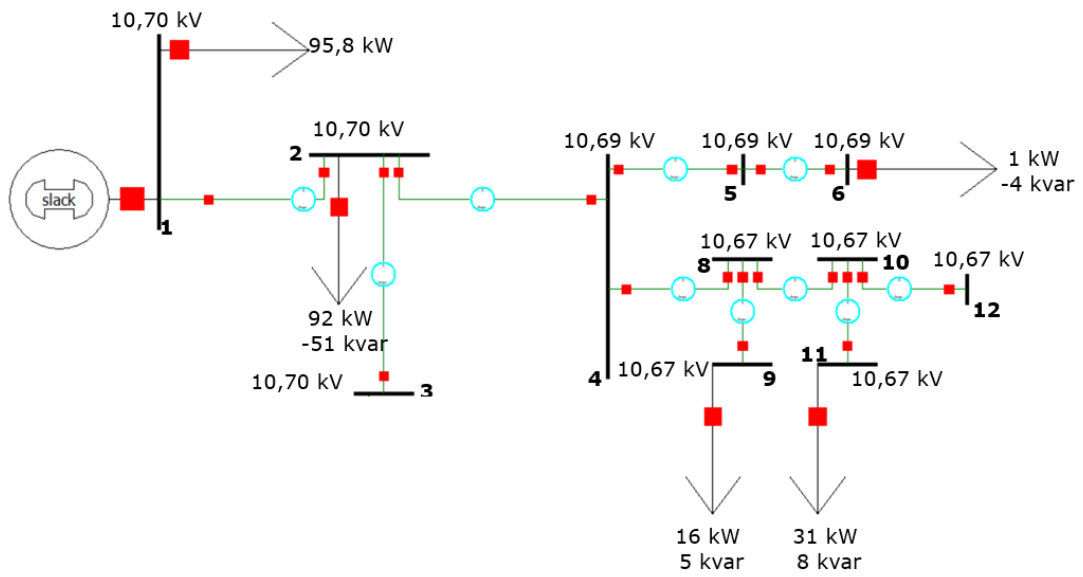 10,70 kV
95,8 kW
slack
1
10,70 kV
2
92 kW
-51 kvar
10,70 kV
3
10,69 kV
4
10,69 kV
5
10,69 kV
6
1 kW
-4 kvar
10,67 kV
8
10,67 kV
10
10,67 kV
12
10,67 kV
9
11
10,67 kV
16 kW
5 kvar
31 kW
8 kvar